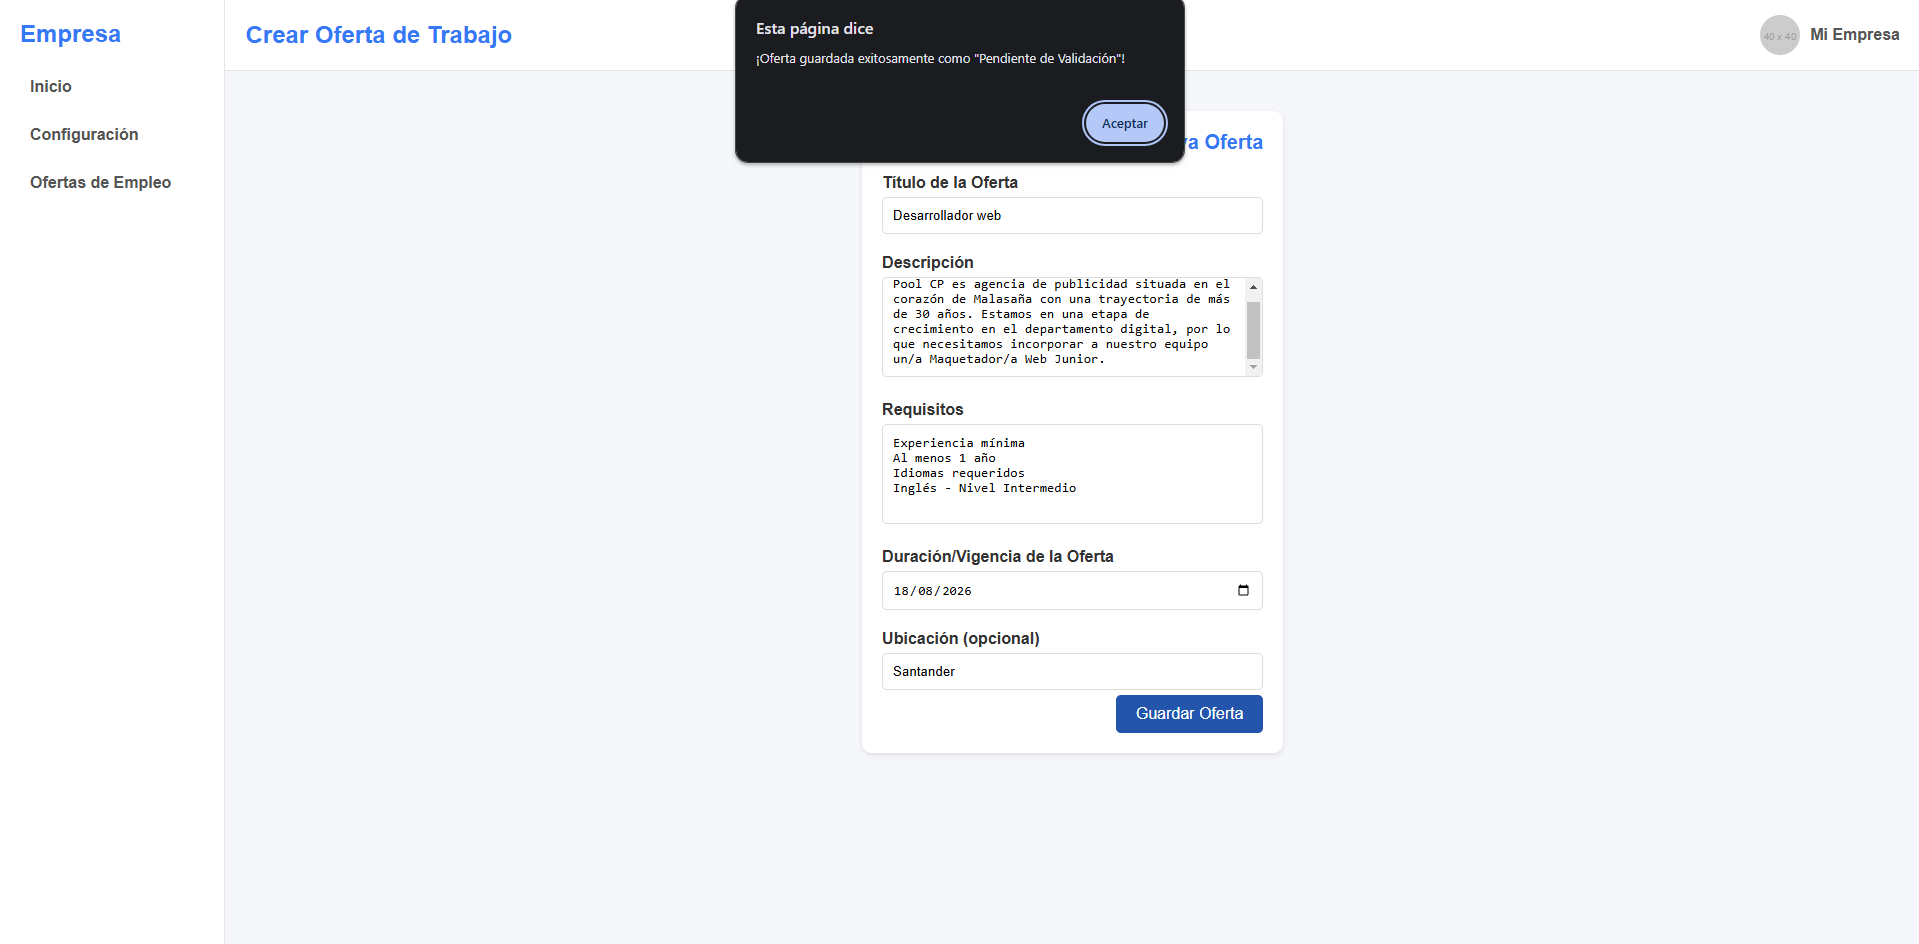 Empresa
Inicio
Configuración
Ofertas de Empleo
Crear Oferta de Trabajo
40 x 40
Mi Empresa
Esta página dice
¡Oferta guardada exitosamente como "Pendiente de Validación"!
Aceptar
Oferta
Título de la Oferta
Desarrollador web
Descripción
Pool CP es agencia de publicidad situada en el
corazón de Malasaña con una trayectoria de más
de 30 años. Estamos en una etapa de
crecimiento en el departamento digital, por lo
que necesitamos incorporar a nuestro equipo
un/a Maquetador/a Web Junior.
Requisitos
Experiencia mínima
Al menos 1 año
Idiomas requeridos
Inglés - Nivel Intermedio
Duración/Vigencia de la Oferta
18/08/2026
Ubicación (opcional)
Santander
Guardar Oferta